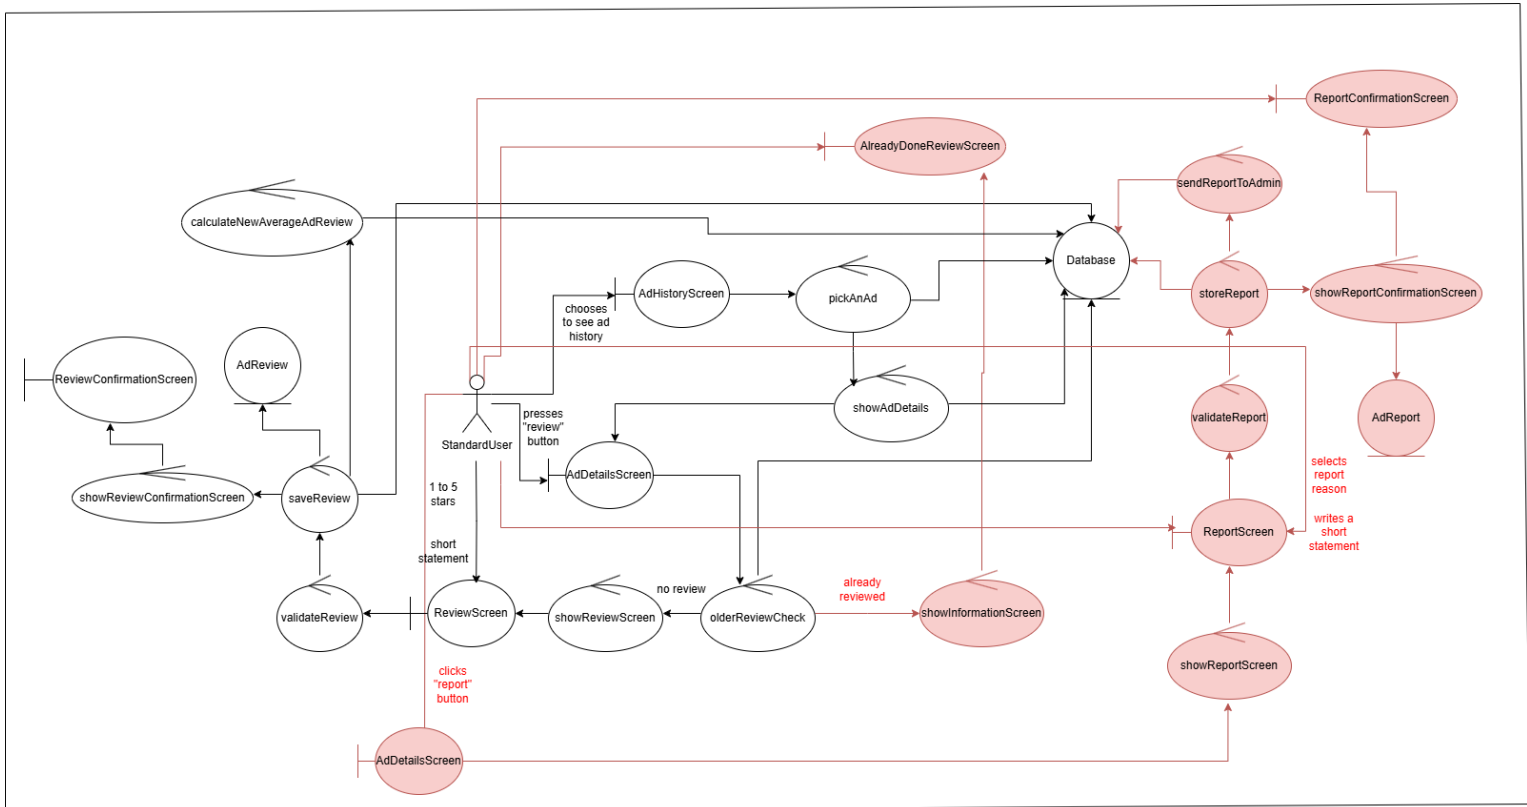 ReportConfirmationScreen
AlreadyDoneReviewScreen
sendReportToAdmin
calculateNewAverageAdReview
Database
AdHistoryScreen
pickAnAd
storeReport
showReportConfirmationScreen
chooses
to see ad
history
AdReview
ReviewConfirmationScreen
showAdDetails
validateReport
AdReport
presses
"review"
button
StandardUser
AdDetailsScreen
selects
report
reason
1 to 5
stars
showReviewConfirmationScreen
saveReview
writes a
short
statement
ReportScreen
short
statement
already
reviewed
no review
ReviewScreen
validateReview
showReviewScreen
olderReviewCheck
showInformationScreen
showReportScreen
clicks
"report"
button
AdDetailsScreen